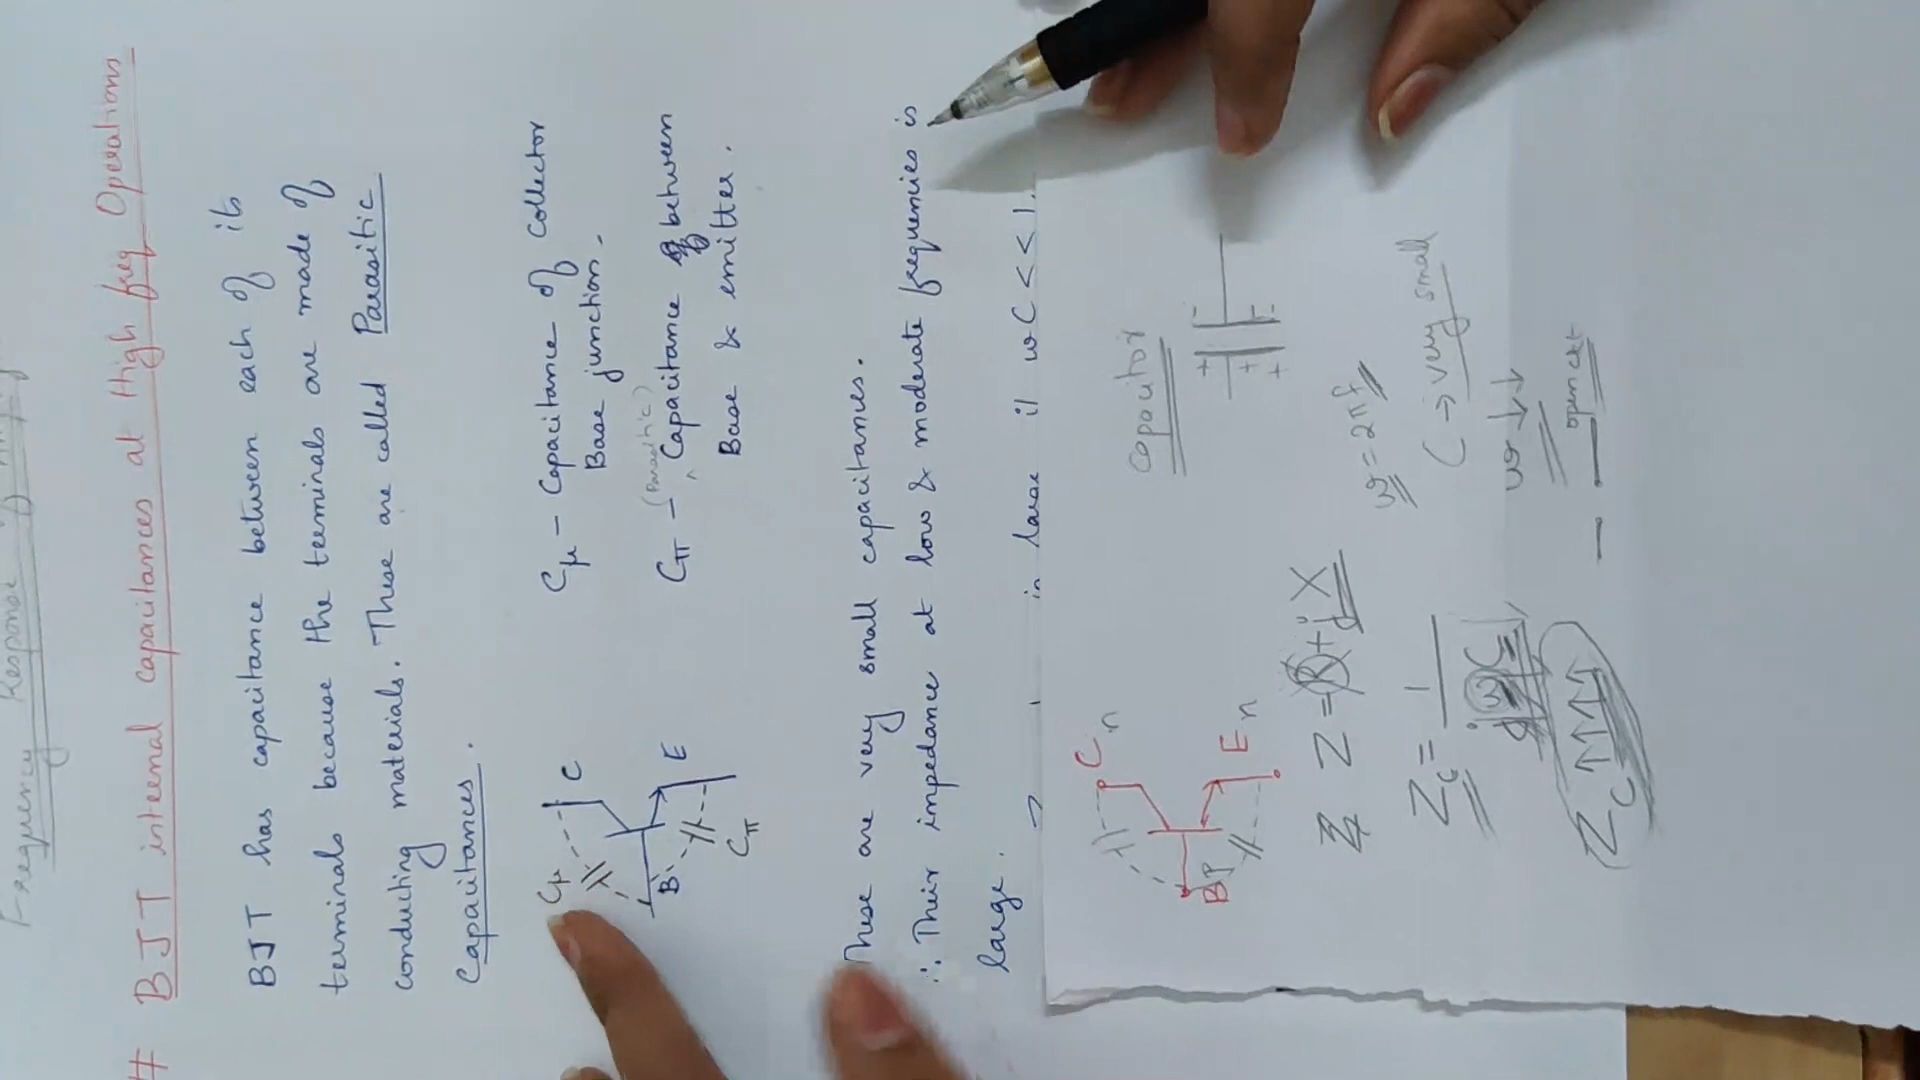 Frequency Response of
# BJT internal capacitances at High freq Operations
BJT has capacitance between each of its
terminals because the terminals are made of
conducting materials. These are called Parasitic
Capacitances.
Cμ - Capacitance of collector
Base junction.
(Parasitic)
Cπ - Capacitance between
Base & emitter.
Cμ
C
B
E
Cπ
These are very small capacitances.
∴ Their impedance at low & moderate frequencies is
large.
is large if ωC << 1.
Capacitor
+ -
+
+ -
C n
B P
E n
Z Z = R + jX
ω = 2πf
Zc = 1
jωC
C → very small
ω ↓↓
Zc ↑↑↑
open ckt